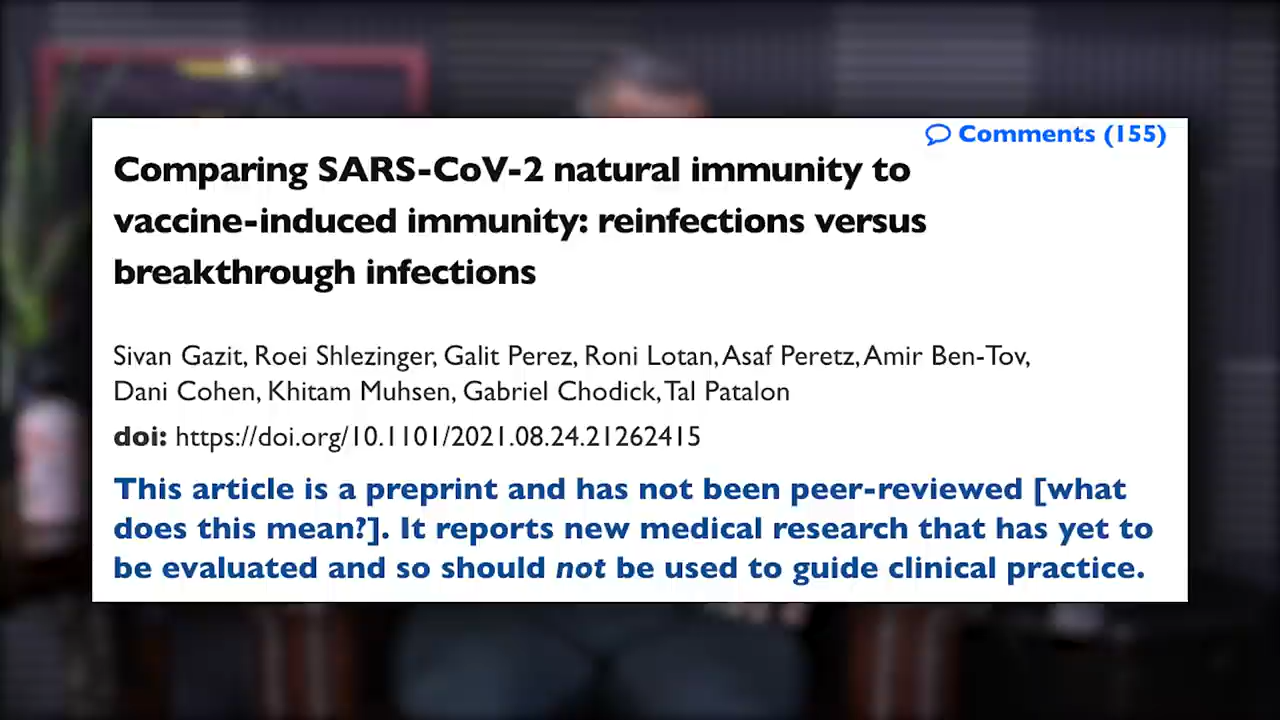 Comments (155)
Comparing SARS-CoV-2 natural immunity to
vaccine-induced immunity: reinfections versus
breakthrough infections
Sivan Gazit, Roei Shlezinger, Galit Perez, Roni Lotan, Asaf Peretz, Amir Ben-Tov,
Dani Cohen, Khitam Muhsen, Gabriel Chodick, Tal Patalon
doi: https://doi.org/10.1101/2021.08.24.21262415
This article is a preprint and has not been peer-reviewed [what
does this mean?]. It reports new medical research that has yet to
be evaluated and so should not be used to guide clinical practice.